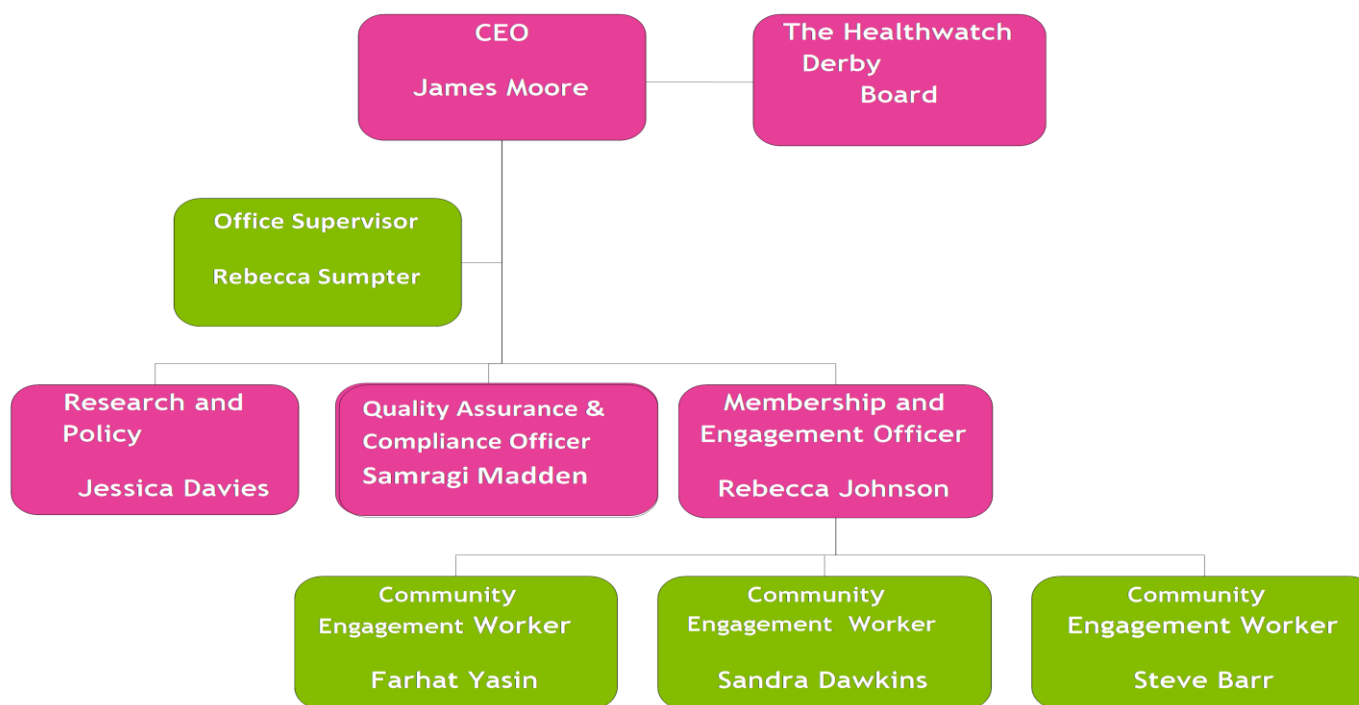 CEO
James Moore
The Healthwatch
Derby
Board
Office Supervisor
Rebecca Sumpter
Research and
Policy
Jessica Davies
Quality Assurance &
Compliance Officer
Samragi Madden
Membership and
Engagement Officer
Rebecca Johnson
Community
Engagement Worker
Farhat Yasin
Community
Engagement Worker
Sandra Dawkins
Community
Engagement Worker
Steve Barr